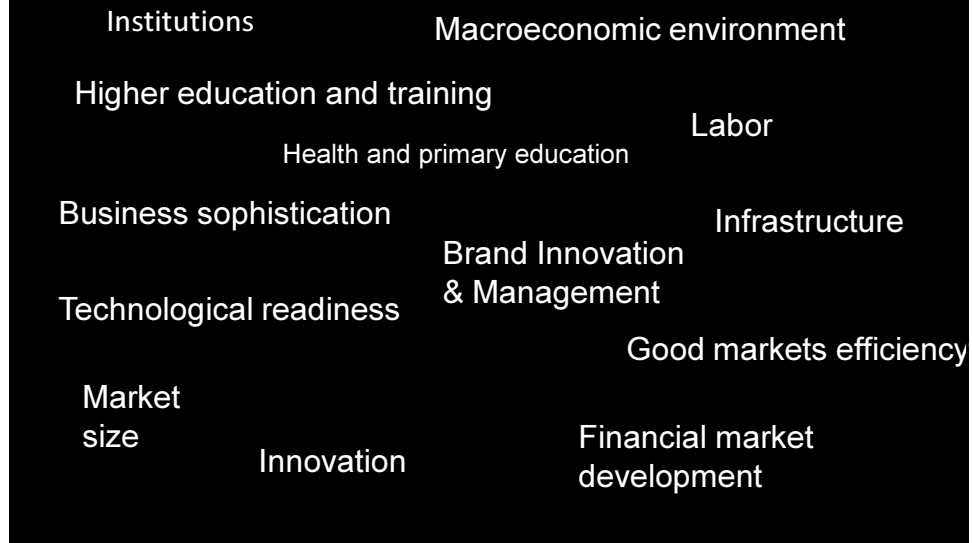 Institutions
Macroeconomic environment
Higher education and training
Labor
Health and primary education
Business sophistication
Infrastructure
Brand Innovation
& Management
Technological readiness
Good markets efficiency
Market
size
Financial market
development
Innovation